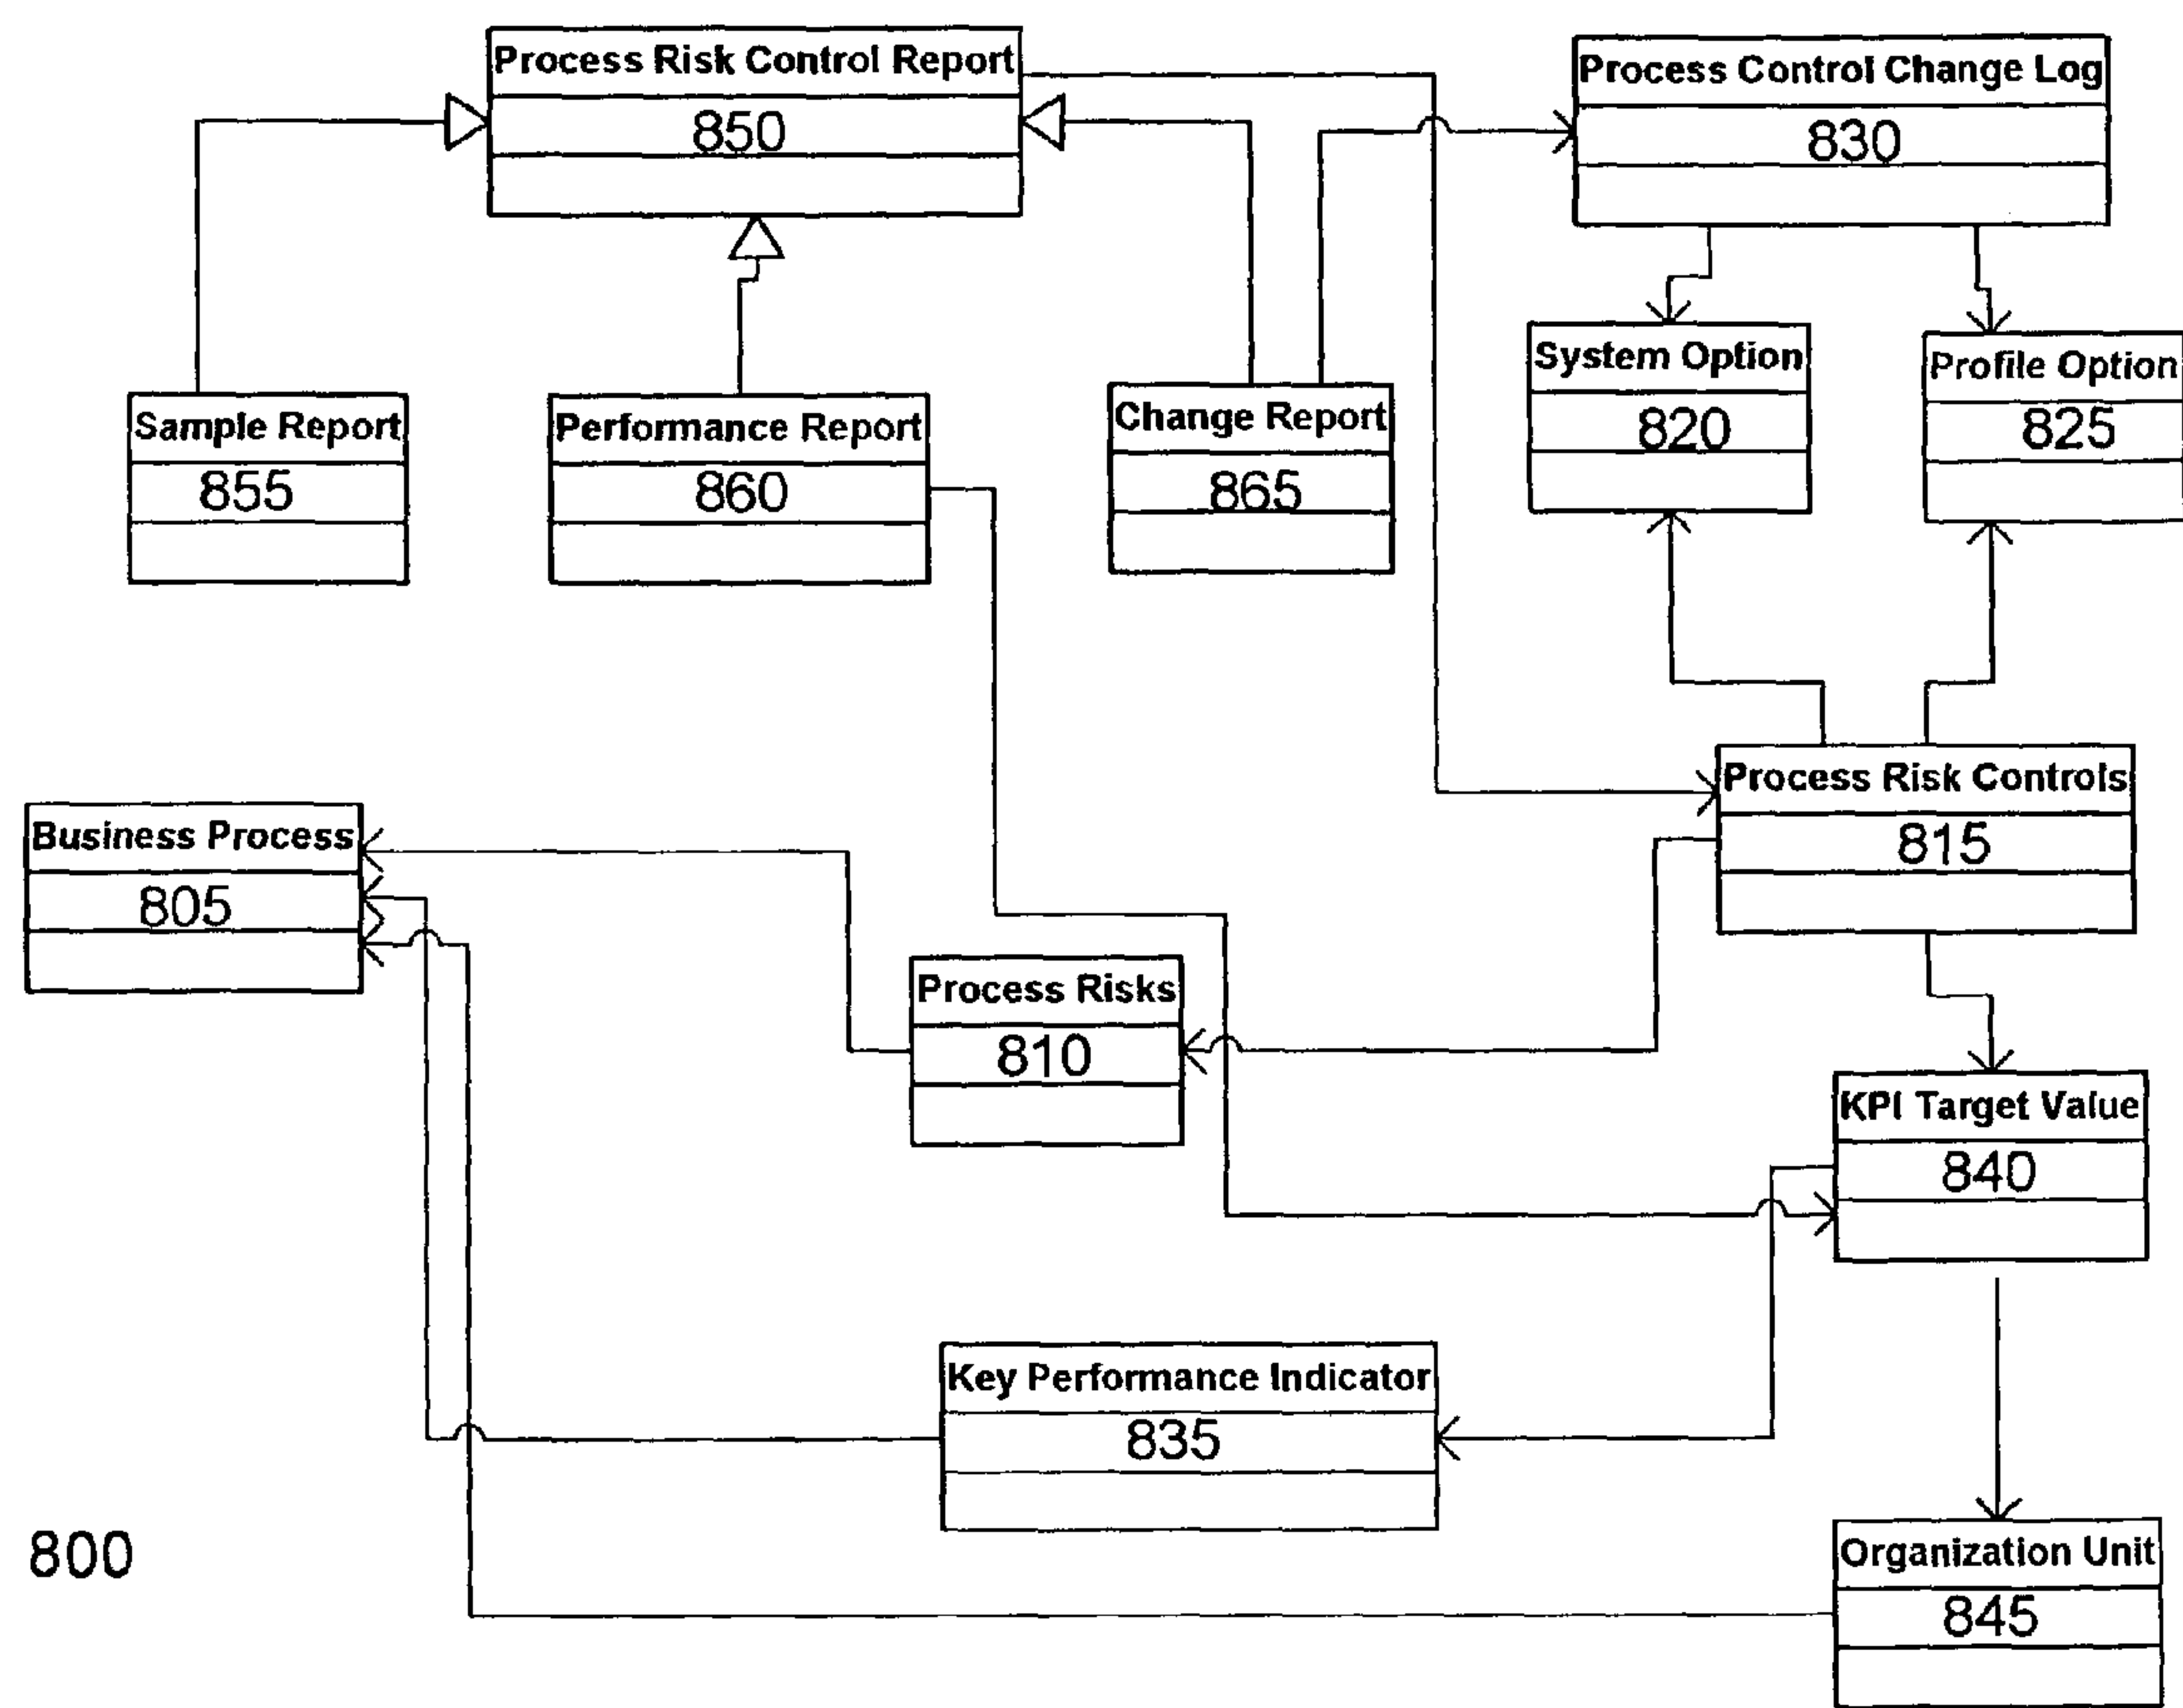 Process Risk Control Report
850
Process Control Change Log
830
System Option
820
Profile Option
825
Sample Report
855
Performance Report
860
Change Report
865
Process Risk Controls
815
Business Process
805
Process Risks
810
KPI Target Value
840
Key Performance Indicator
835
Organization Unit
845
800